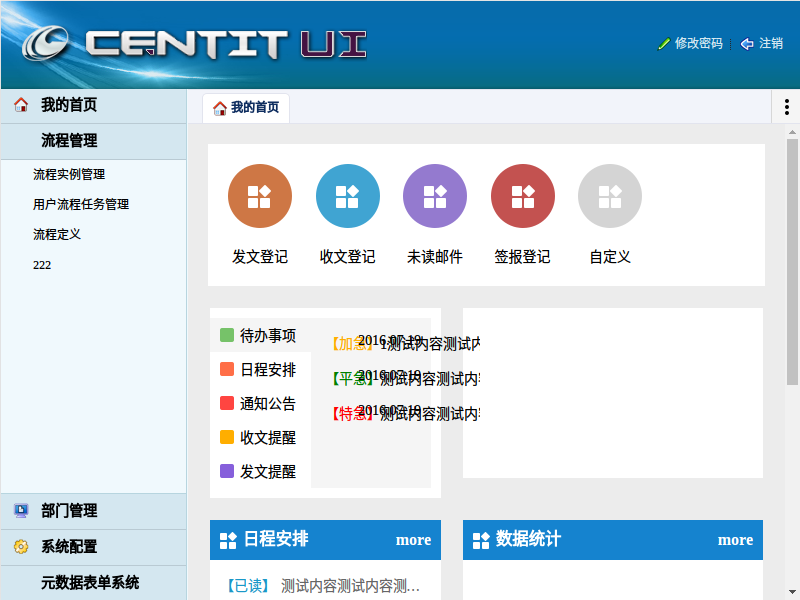 CENTIT UI
修改密码 注销
我的首页
我的首页
流程管理
流程实例管理
用户流程任务管理
流程定义
222
部门管理
系统配置
元数据表单系统
发文登记 收文登记 未读邮件 签报登记 自定义
待办事项
日程安排
通知公告
收文提醒
发文提醒
【加急】1测试内容测试内
2016.07.19
【平急】测试内容测试内
2016.07.19
【特急】测试内容测试内
2016.07.19
日程安排 more
【已读】 测试内容测试内容测…
数据统计 more